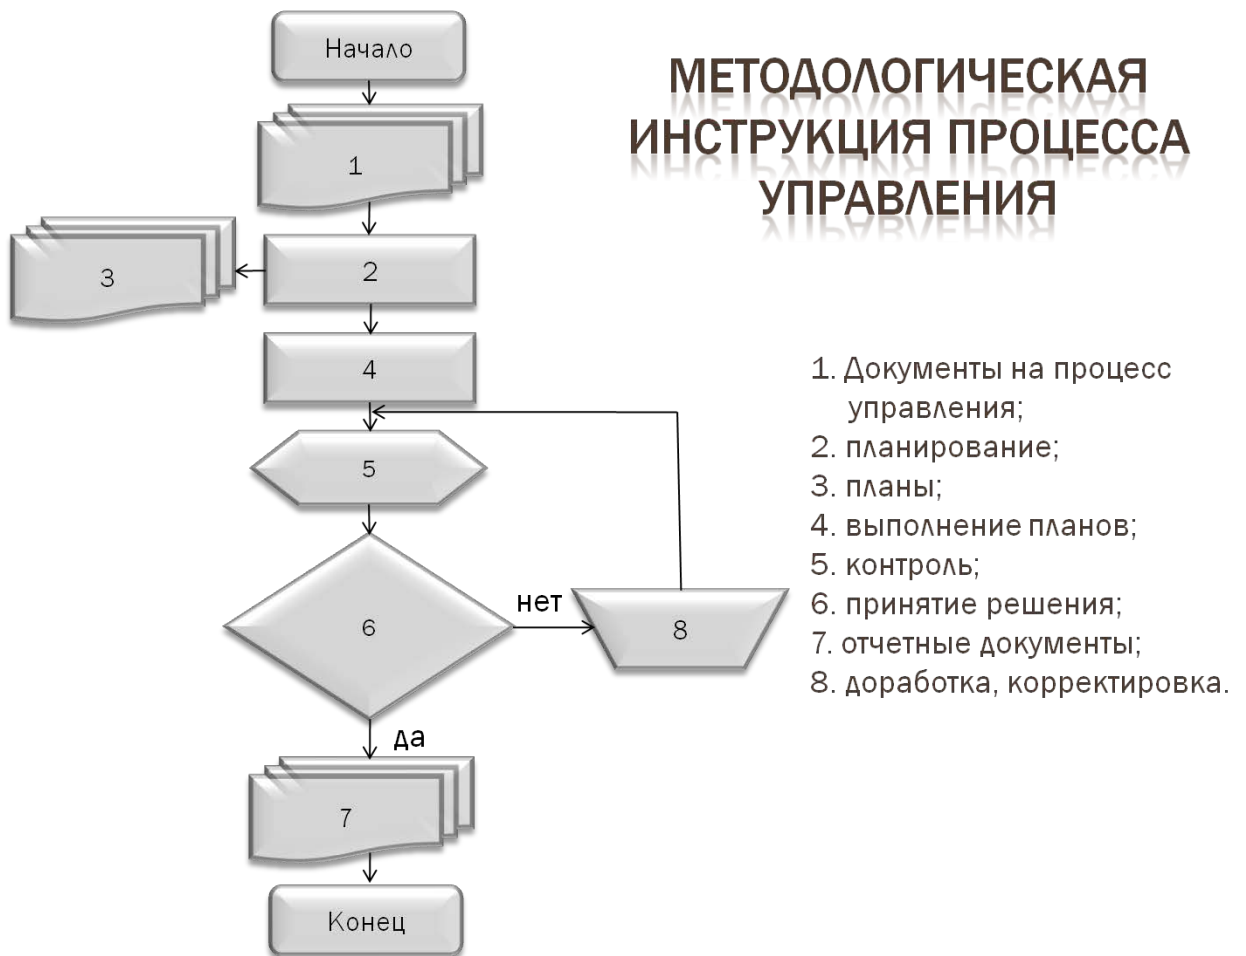 Начало
МЕТОДОЛОГИЧЕСКАЯ
ИНСТРУКЦИЯ ПРОЦЕССА
УПРАВЛЕНИЯ
1
2
3
4
5
6
нет
8
да
7
Конец
1. Документы на процесс
управления;
2. планирование;
3. планы;
4. выполнение планов;
5. контроль;
6. принятие решения;
7. отчетные документы;
8. доработка, корректировка.